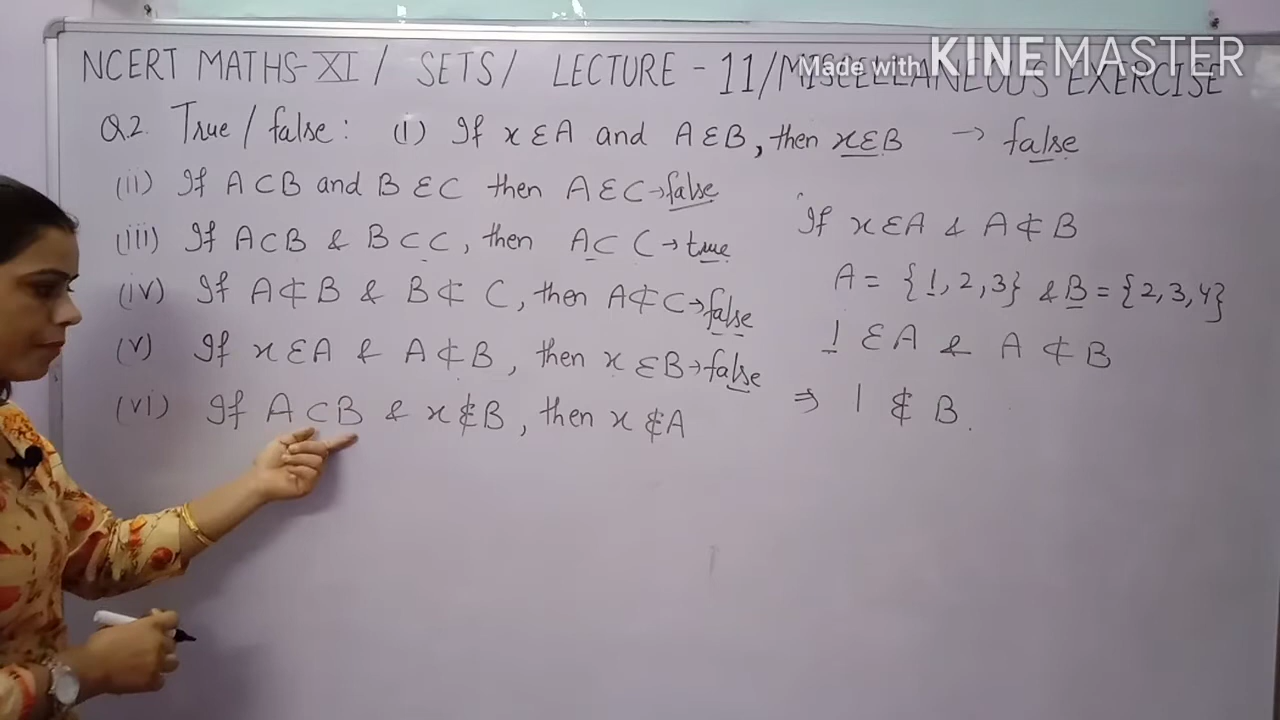 NCERT MATHS-XI / SETS / LECTURE - 11 / MISCELLANEOUS EXERCISE
Made with KINEMASTER
Q.2. True / false: (i) If x ∈ A and A ∈ B, then x ∈ B → false
(ii) If A ⊂ B and B ∈ C then A ∈ C → false
(iii) If A ⊂ B & B ⊂ C, then A ⊂ C → true
(iv) If A ⊄ B & B ⊄ C, then A ⊄ C → false
(v) If x ∈ A & A ⊄ B, then x ∈ B → false
(vi) If A ⊂ B & x ∉ B, then x ∉ A
If x ∈ A & A ⊄ B
A = {1, 2, 3} & B = {2, 3, 4}
1 ∈ A & A ⊄ B
⇒ 1 ∉ B.